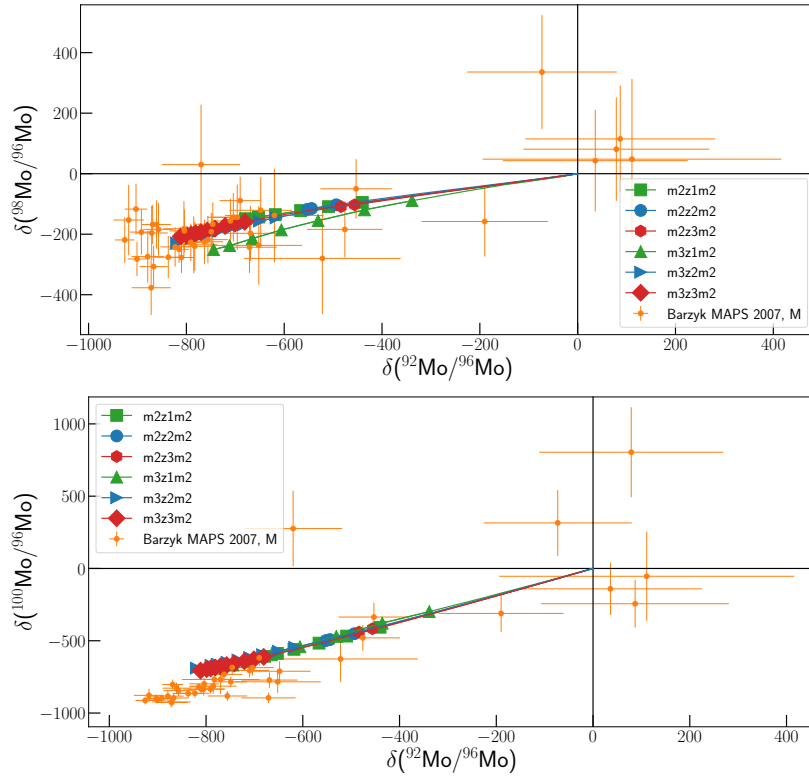 400
200
0
−200
−400
δ(⁹⁸Mo/⁹⁶Mo)
m2z1m2
m2z2m2
m2z3m2
m3z1m2
m3z2m2
m3z3m2
Barzyk MAPS 2007, M
−1000 −800 −600 −400 −200 0 200 400
δ(⁹²Mo/⁹⁶Mo)
1000
500
0
−500
−1000
δ(¹⁰⁰Mo/⁹⁶Mo)
m2z1m2
m2z2m2
m2z3m2
m3z1m2
m3z2m2
m3z3m2
Barzyk MAPS 2007, M
−1000 −800 −600 −400 −200 0 200 400
δ(⁹²Mo/⁹⁶Mo)